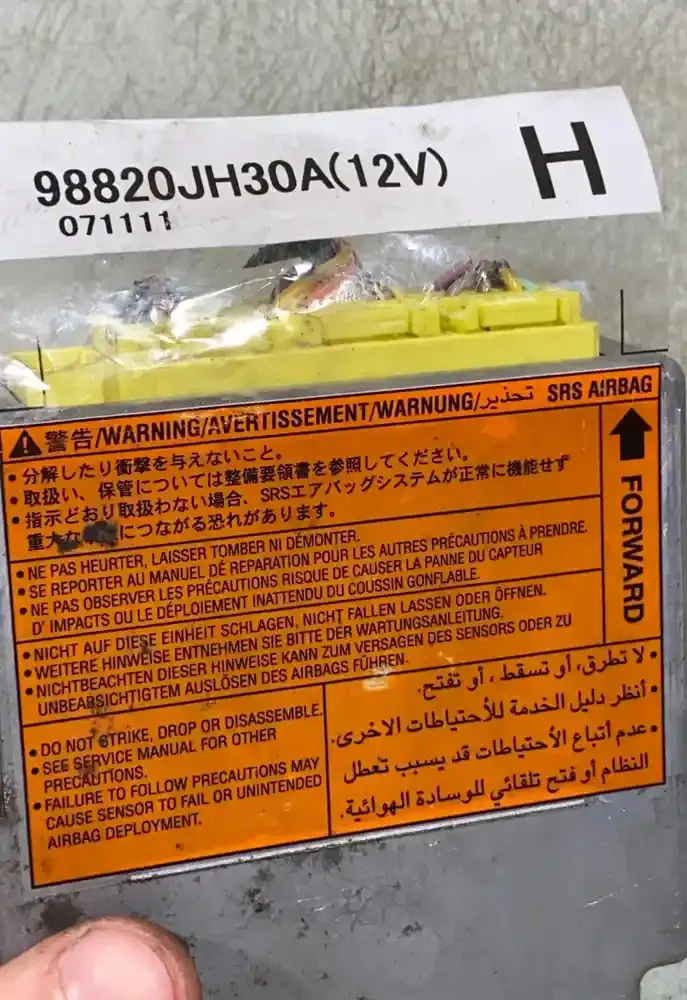 98820JH30A(12V)
H
071111
警告/WARNING/AVERTISSEMENT/WARNUNG/تحذير SRS AIRBAG
• 分解したり衝撃を与えないこと。
• 取扱い、保管については整備要領書を参照してください。
• 指示どおり取扱わない場合、SRSエアバッグシステムが正常に機能せず
重大な につながる恐れがあります。
FORWARD
• NE PAS HEURTER, LAISSER TOMBER NI DÉMONTER.
• SE REPORTER AU MANUEL DE REPARATION POUR LES AUTRES PRÉCAUTIONS À PRENDRE.
• NE PAS OBSERVER LES PRÉCAUTIONS RISQUE DE CAUSER LA PANNE DU CAPTEUR
D' IMPACTS OU LE DÉPLOIEMENT INATTENDU DU COUSSIN GONFLABLE.
• NICHT AUF DIESE EINHEIT SCHLAGEN, NICHT FALLEN LASSEN ODER ÖFFNEN.
• WEITERE HINWEISE ENTNEHMEN SIE BITTE DER WARTUNGSANLEITUNG.
• NICHTBEACHTEN DIESER HINWEISE KANN ZUM VERSAGEN DES SENSORS ODER ZU
UNBEABSICHTIGTEM AUSLÖSEN DES AIRBAGS FÜHREN.
• DO NOT STRIKE, DROP OR DISASSEMBLE.
• SEE SERVICE MANUAL FOR OTHER
PRECAUTIONS.
• FAILURE TO FOLLOW PRECAUTIONS MAY
CAUSE SENSOR TO FAIL OR UNINTENDED
AIRBAG DEPLOYMENT.
• لا تطرق، أو تسقط ، أو تفتح.
• أنظر دليل الخدمة للأحتياطات الاخرى.
• عدم أتباع الأحتياطات قد يسبب تعطل
النظام أو فتح تلقائي للوسادة الهوائية.